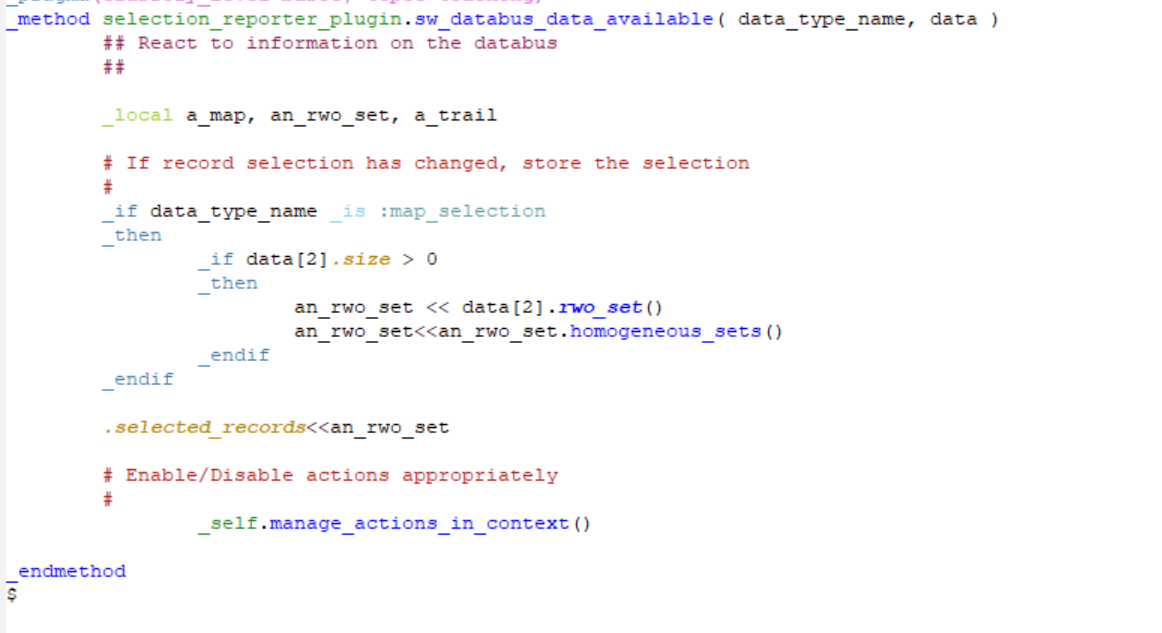 _method selection_reporter_plugin.sw_databus_data_available( data_type_name, data )
## React to information on the databus
##
_local a_map, an_rwo_set, a_trail
# If record selection has changed, store the selection
#
_if data_type_name _is :map_selection
_then
_if data[2].size > 0
_then
an_rwo_set << data[2].rwo_set()
an_rwo_set<<an_rwo_set.homogeneous_sets()
_endif
_endif
.selected_records<<an_rwo_set
# Enable/Disable actions appropriately
#
_self.manage_actions_in_context()
_endmethod
$